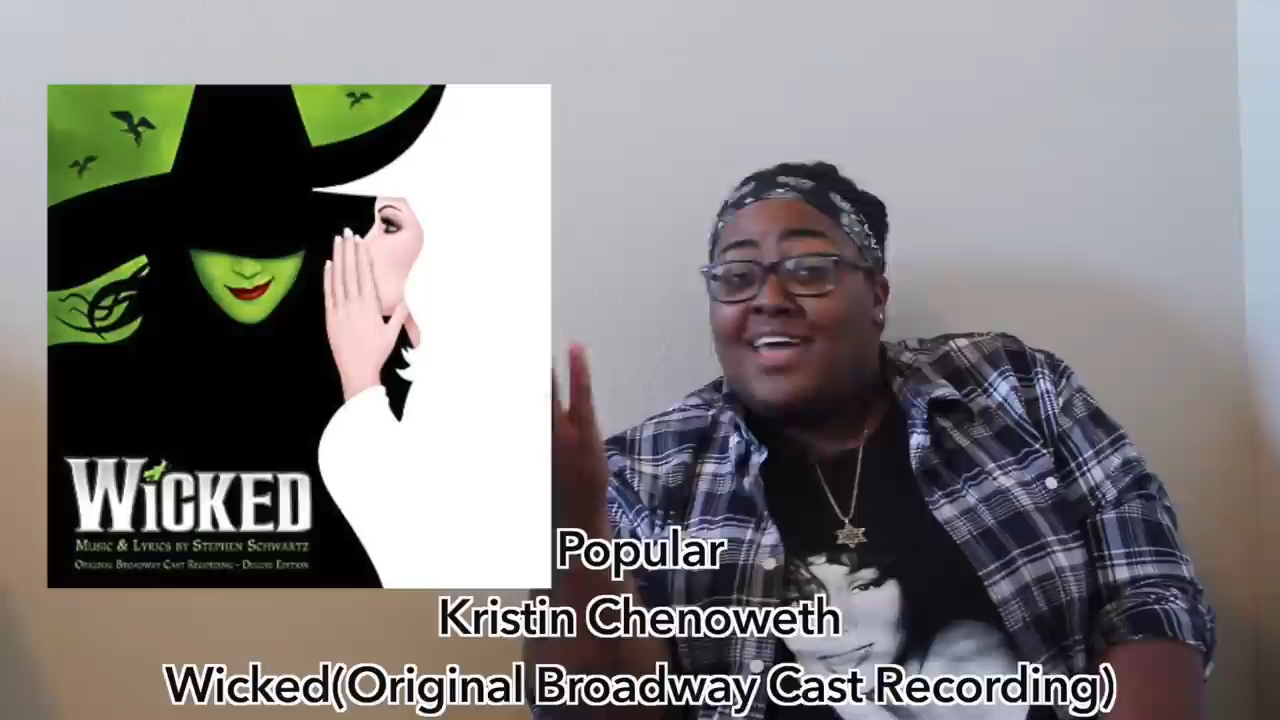 WICKED
MUSIC & LYRICS BY STEPHEN SCHWARTZ
ORIGINAL BROADWAY CAST RECORDING - DELUXE EDITION
Popular
Kristin Chenoweth
Wicked(Original Broadway Cast Recording)